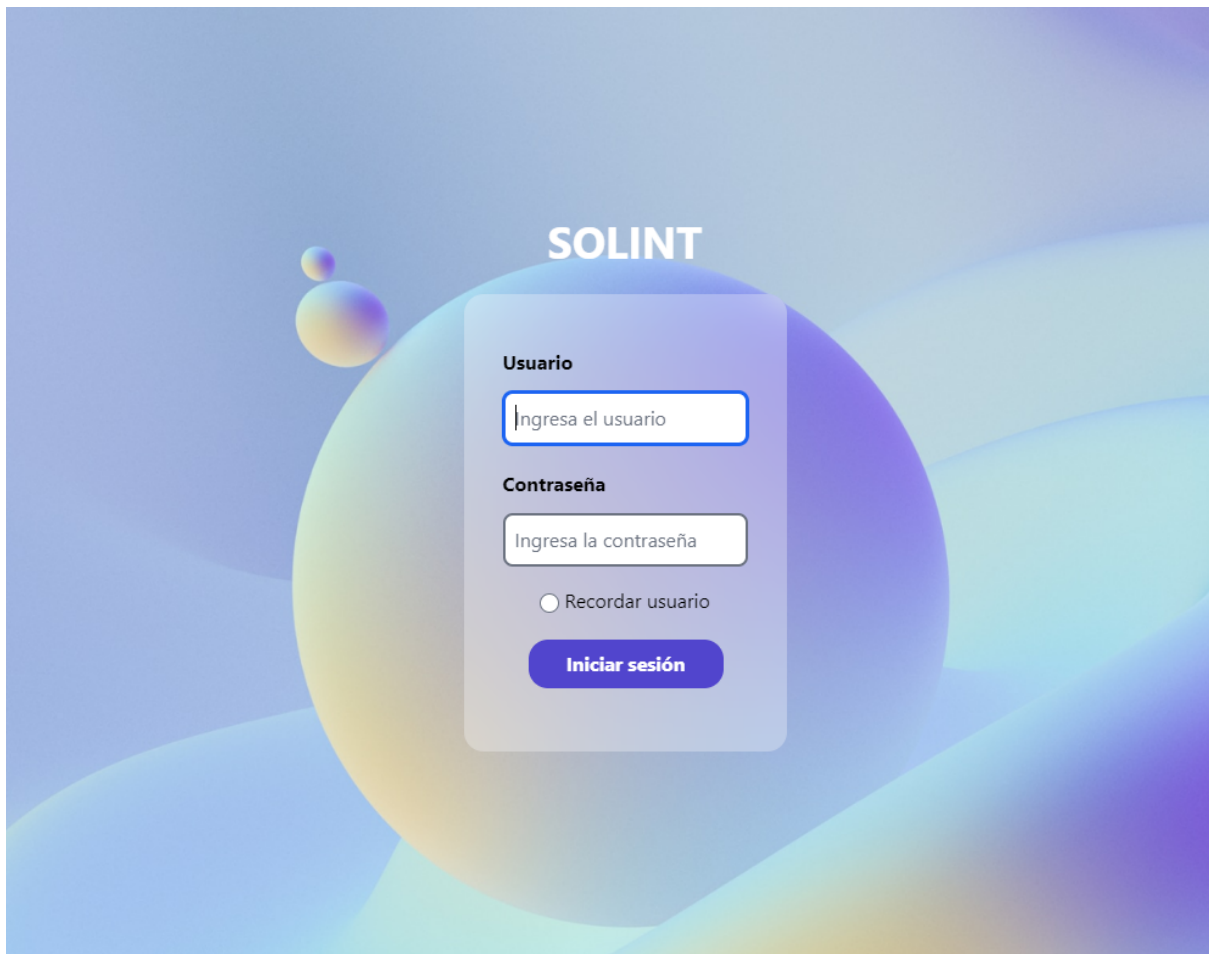 SOLINT
Usuario
Ingresa el usuario
Contraseña
Ingresa la contraseña
Recordar usuario
Iniciar sesión